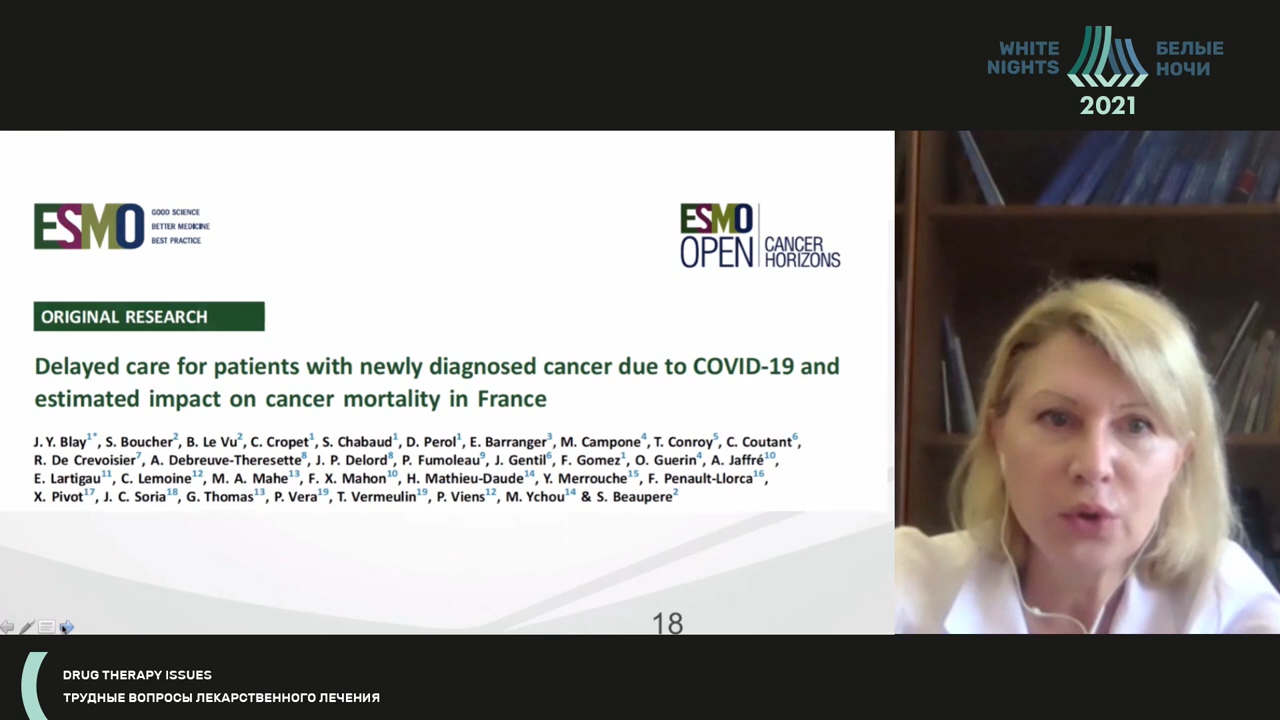 WHITE
NIGHTS
БЕЛЫЕ
НОЧИ
2021
ESMO
GOOD SCIENCE
BETTER MEDICINE
BEST PRACTICE
ESMO
OPEN
CANCER
HORIZONS
ORIGINAL RESEARCH
Delayed care for patients with newly diagnosed cancer due to COVID-19 and
estimated impact on cancer mortality in France
J. Y. Blay1*, S. Boucher2, B. Le Vu2, C. Cropet1, S. Chabaud1, D. Perol1, E. Barranger3, M. Campone4, T. Conroy5, C. Coutant6,
R. De Crevoisier7, A. Debreuve-Theresette8, J. P. Delord8, P. Fumoleau9, J. Gentil6, F. Gomez1, O. Guerin4, A. Jaffré10,
E. Lartigau11, C. Lemoine12, M. A. Mahe13, F. X. Mahon10, H. Mathieu-Daude14, Y. Merrouche15, F. Penault-Llorca16,
X. Pivot17, J. C. Soria18, G. Thomas13, P. Vera19, T. Vermeulin19, P. Viens12, M. Ychou14 & S. Beaupere2
18
DRUG THERAPY ISSUES
ТРУДНЫЕ ВОПРОСЫ ЛЕКАРСТВЕННОГО ЛЕЧЕНИЯ